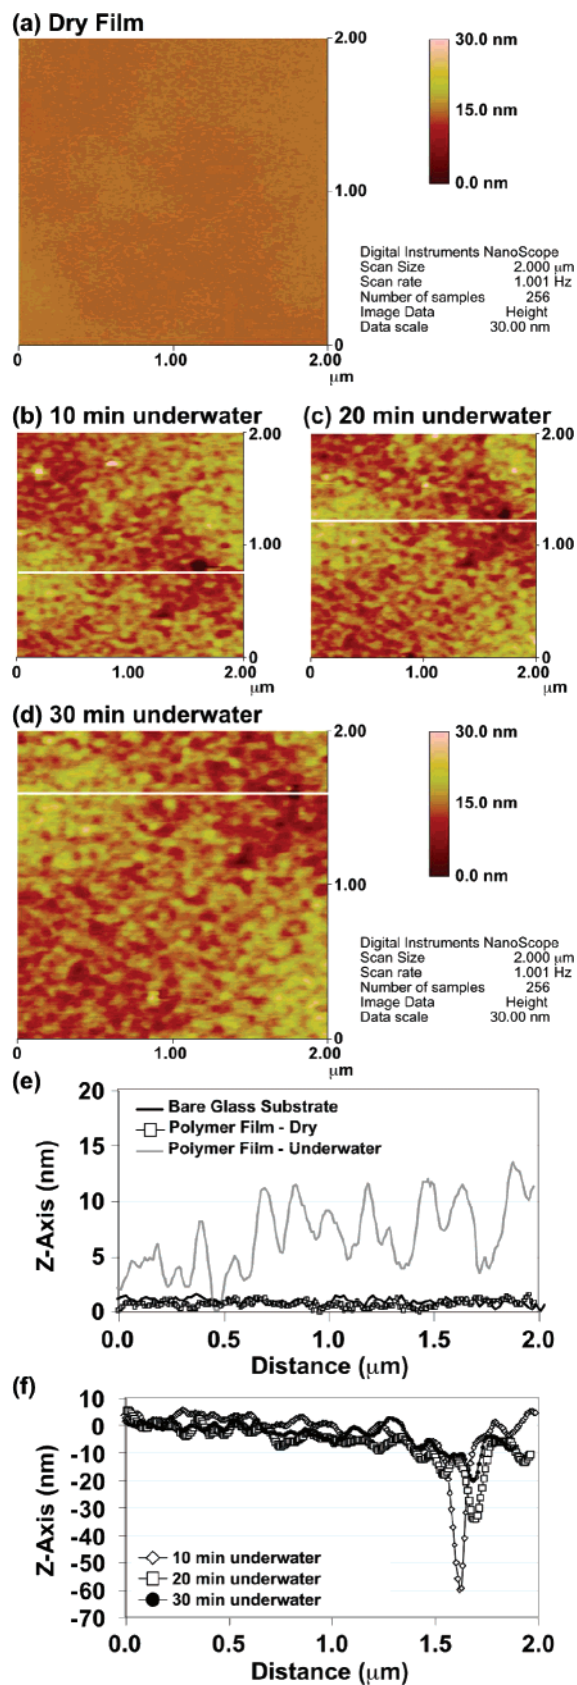 (a) Dry Film
2.00
1.00
0
0 1.00 2.00
μm
30.0 nm
15.0 nm
0.0 nm
Digital Instruments NanoScope
Scan Size 2.000 μm
Scan rate 1.001 Hz
Number of samples 256
Image Data Height
Data scale 30.00 nm
(b) 10 min underwater
2.00
1.00
0
0 1.00 2.00
μm
(c) 20 min underwater
2.00
1.00
0
0 1.00 2.00
μm
(d) 30 min underwater
2.00
1.00
0
0 1.00 2.00
μm
30.0 nm
15.0 nm
0.0 nm
Digital Instruments NanoScope
Scan Size 2.000 μm
Scan rate 1.001 Hz
Number of samples 256
Image Data Height
Data scale 30.00 nm
(e)
Z-Axis (nm)
20
15
10
5
0
Bare Glass Substrate
Polymer Film - Dry
Polymer Film - Underwater
0.0 0.5 1.0 1.5 2.0
Distance (μm)
(f)
Z-Axis (nm)
10
0
-10
-20
-30
-40
-50
-60
-70
10 min underwater
20 min underwater
30 min underwater
0.0 0.5 1.0 1.5 2.0
Distance (μm)